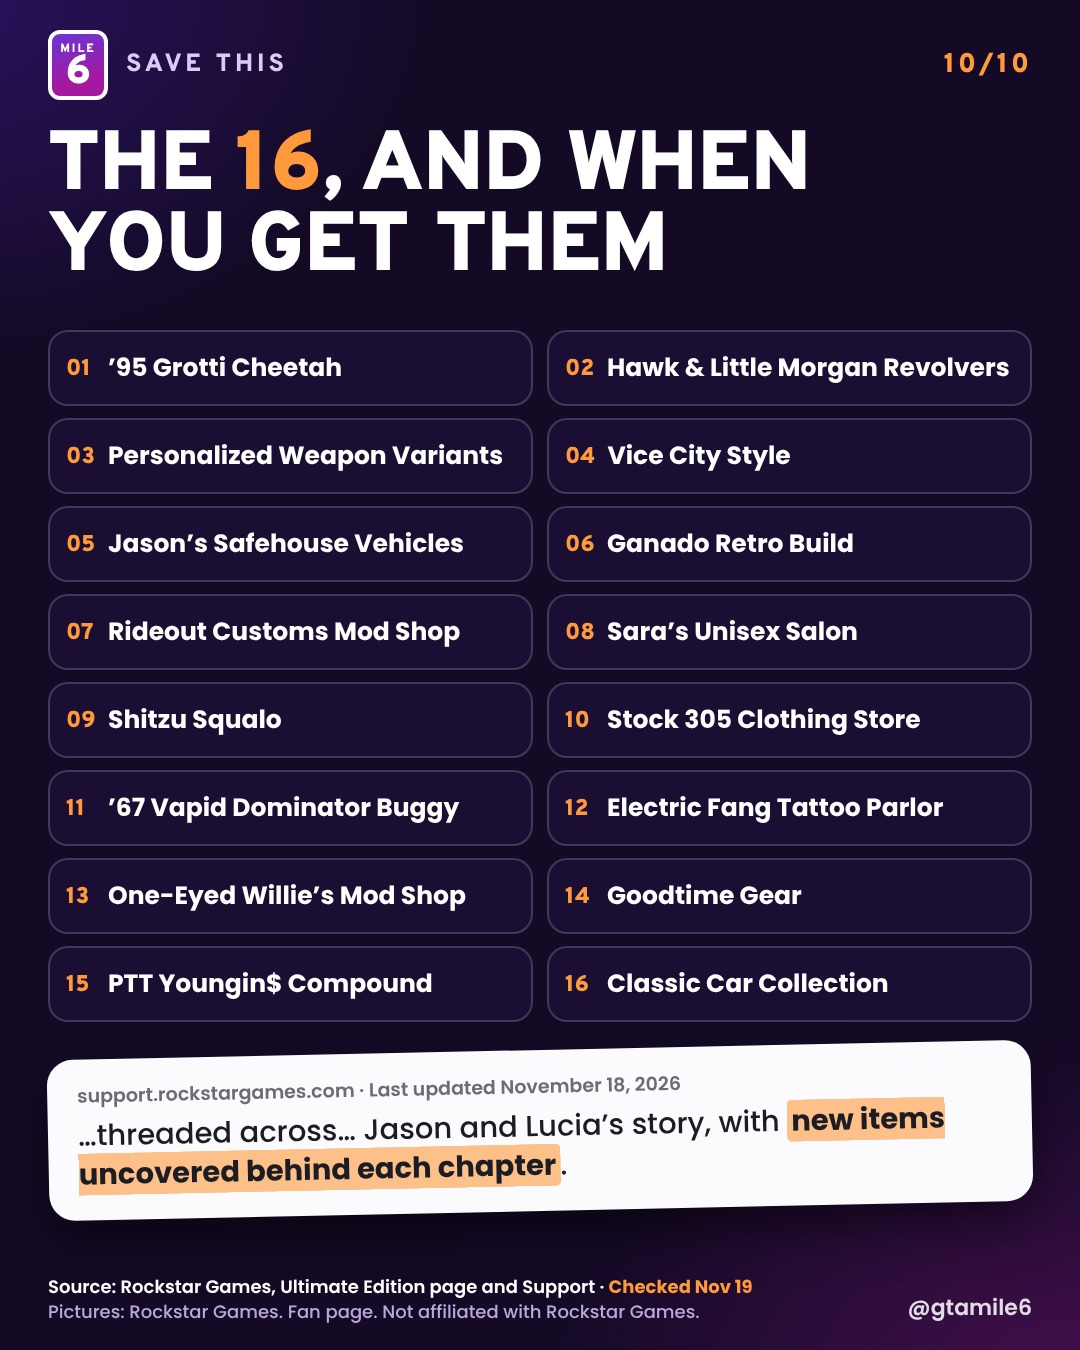 MILE
6
SAVE THIS
10/10
THE 16, AND WHEN
YOU GET THEM
01 ’95 Grotti Cheetah
02 Hawk & Little Morgan Revolvers
03 Personalized Weapon Variants
04 Vice City Style
05 Jason’s Safehouse Vehicles
06 Ganado Retro Build
07 Rideout Customs Mod Shop
08 Sara’s Unisex Salon
09 Shitzu Squalo
10 Stock 305 Clothing Store
11 ’67 Vapid Dominator Buggy
12 Electric Fang Tattoo Parlor
13 One-Eyed Willie’s Mod Shop
14 Goodtime Gear
15 PTT Youngin$ Compound
16 Classic Car Collection
support.rockstargames.com · Last updated November 18, 2026
…threaded across… Jason and Lucia’s story, with new items
uncovered behind each chapter.
Source: Rockstar Games, Ultimate Edition page and Support · Checked Nov 19
Pictures: Rockstar Games. Fan page. Not affiliated with Rockstar Games.
@gtamile6